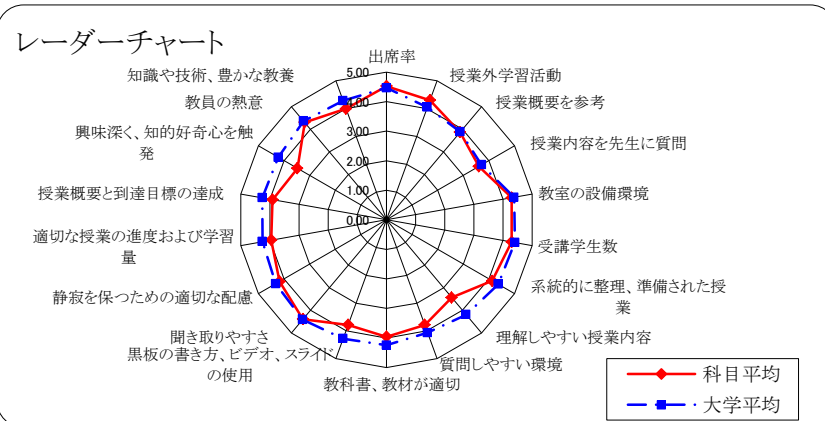 レーダーチャート
出席率
授業外学習活動
授業概要を参考
授業内容を先生に質問
教室の設備環境
受講学生数
系統的に整理、準備された授
業
理解しやすい授業内容
質問しやすい環境
教科書、教材が適切
黒板の書き方、ビデオ、スライド
の使用
聞き取りやすさ
静寂を保つための適切な配慮
適切な授業の進度および学習
量
授業概要と到達目標の達成
興味深く、知的好奇心を触
発
教員の熱意
知識や技術、豊かな教養
5.00
4.00
3.00
2.00
1.00
0.00
科目平均
大学平均